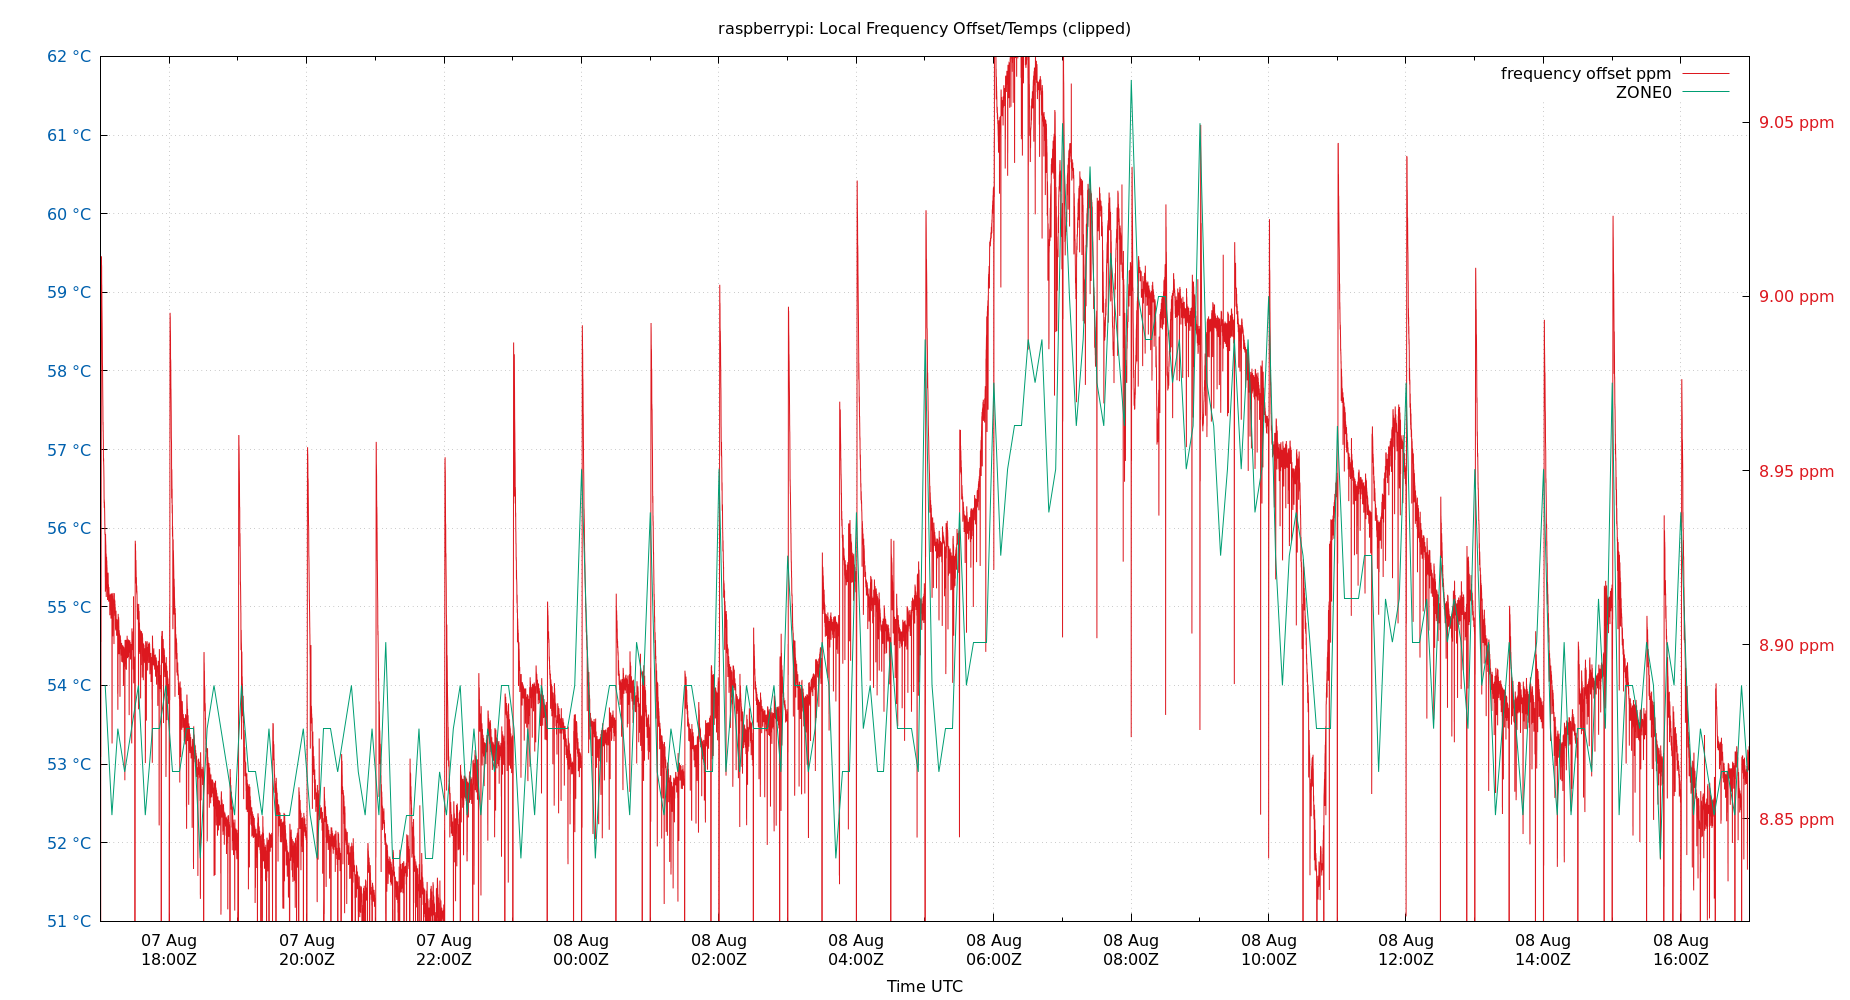 raspberrypi: Local Frequency Offset/Temps (clipped)
62 °C
61 °C
60 °C
59 °C
58 °C
57 °C
56 °C
55 °C
54 °C
53 °C
52 °C
51 °C
frequency offset ppm
ZONE0
9.05 ppm
9.00 ppm
8.95 ppm
8.90 ppm
8.85 ppm
07 Aug
18:00Z
07 Aug
20:00Z
07 Aug
22:00Z
08 Aug
00:00Z
08 Aug
02:00Z
08 Aug
04:00Z
08 Aug
06:00Z
08 Aug
08:00Z
08 Aug
10:00Z
08 Aug
12:00Z
08 Aug
14:00Z
08 Aug
16:00Z
Time UTC